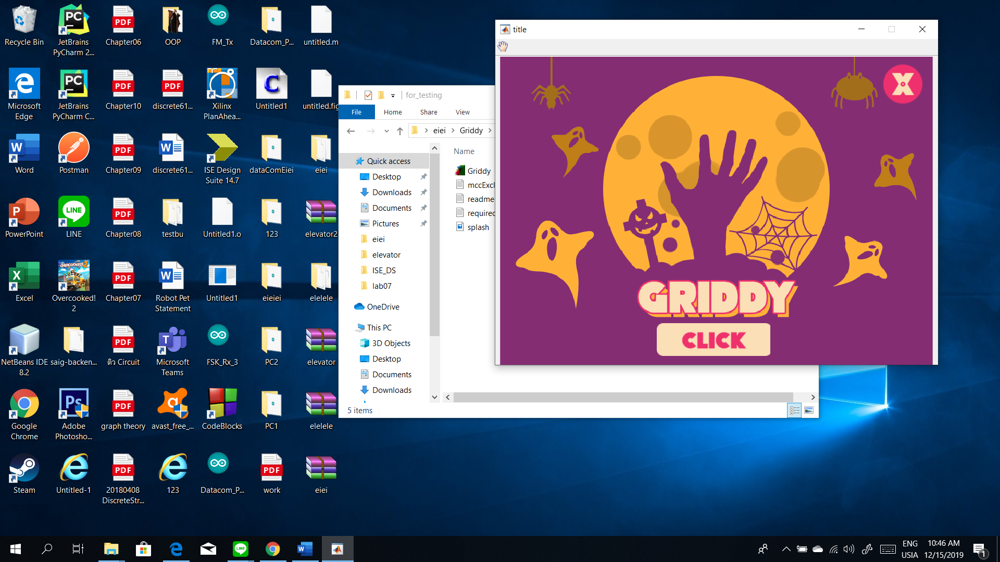 Recycle Bin
JetBrains
PyCharm 2...
Chapter06
OOP
FM_Tx
Datacom_P...
untitled.m
Microsoft
Edge
JetBrains
PyCharm C...
Chapter10
discrete61...
Xilinx
PlanAhea...
Untitled1
untitled.fig
Word
Postman
Chapter09
discrete61...
ISE Design
Suite 14.7
dataComEiei
eiei
PowerPoint
LINE
Chapter08
testbu
Untitled1.o
123
elevator2
Excel
Overcooked!
2
Chapter07
Robot Pet
Statement
Untitled1
eieiei
elelele
NetBeans IDE
8.2
saig-backen...
ติว Circuit
Microsoft
Teams
FSK_Rx_3
PC2
elevator
Google
Chrome
Adobe
Photosho...
graph theory
avast_free_...
CodeBlocks
PC1
elelele
Steam
Untitled-1
20180408
DiscreteStr...
123
Datacom_P...
work
eiei
for_testing
File
Home
Share
View
eiei
Griddy
Quick access
Desktop
Downloads
Documents
Pictures
eiei
elevator
ISE_DS
lab07
OneDrive
This PC
3D Objects
Desktop
Documents
Downloads
Name
Griddy
mccExcl
readme
required
splash
5 items
title
X
GRIDDY
CLICK
ENG
USIA
10:46 AM
12/15/2019
1